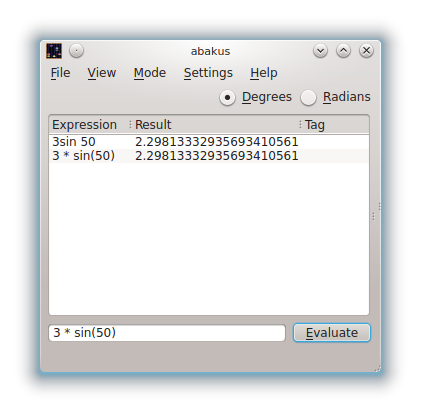 abakus
File View Mode Settings Help
Degrees Radians
Expression Result Tag
3sin 50 2.29813332935693410561
3 * sin(50) 2.29813332935693410561
3 * sin(50) Evaluate